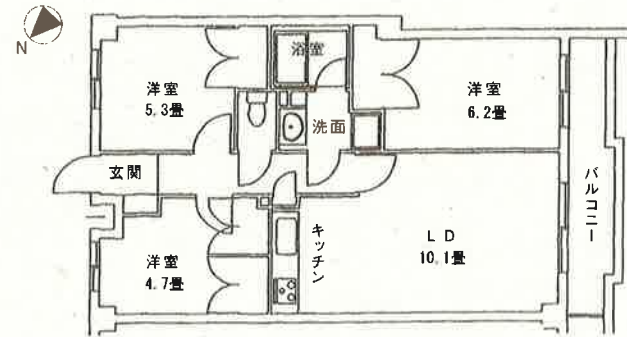 N
洋室
5.3畳
浴室
洋室
6.2畳
洗面
玄関
バルコニー
キッチン
LD
10.1畳
洋室
4.7畳